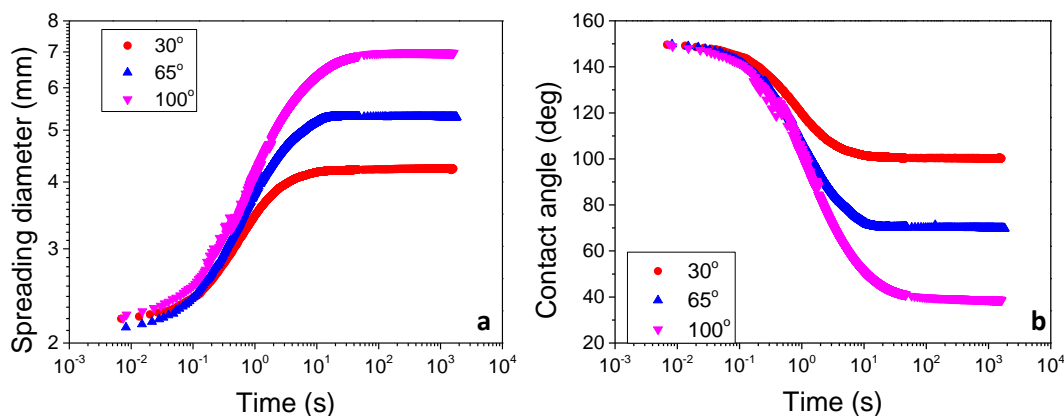 8
7
6
5
4
3
2
Spreading diameter (mm)
30°
65°
100°
a
10⁻³ 10⁻² 10⁻¹ 10⁰ 10¹ 10² 10³ 10⁴
Time (s)
160
140
120
100
80
60
40
20
Contact angle (deg)
30°
65°
100°
b
10⁻³ 10⁻² 10⁻¹ 10⁰ 10¹ 10² 10³ 10⁴
Time (s)